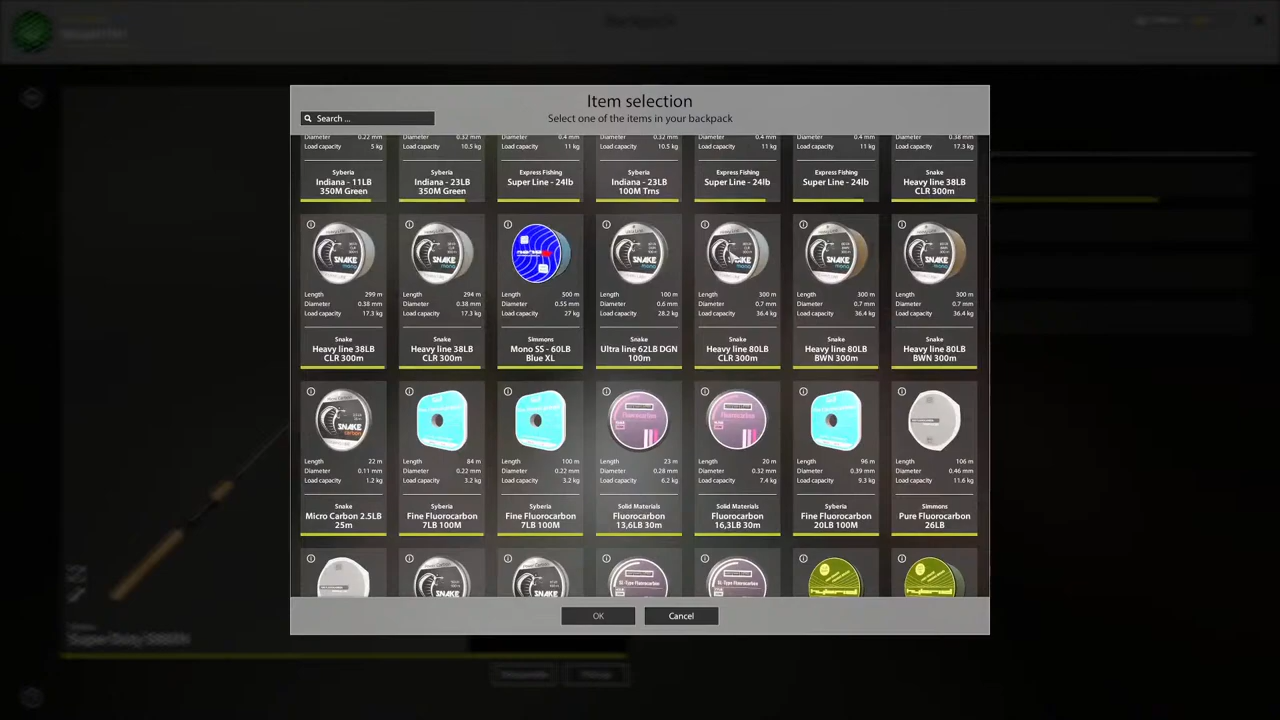 Item selection
Search ...
Select one of the items in your backpack
Diameter 0.22 mm
Load capacity 5 kg
Syberia
Indiana - 11LB
350M Green
Diameter 0.32 mm
Load capacity 10.5 kg
Syberia
Indiana - 23LB
350M Green
Diameter 0.4 mm
Load capacity 11 kg
Express Fishing
Super Line - 24lb
Diameter 0.32 mm
Load capacity 10.5 kg
Syberia
Indiana - 23LB
100M Trns
Diameter 0.4 mm
Load capacity 11 kg
Express Fishing
Super Line - 24lb
Diameter 0.4 mm
Load capacity 11 kg
Express Fishing
Super Line - 24lb
Diameter 0.38 mm
Load capacity 17.3 kg
Snake
Heavy line 38LB
CLR 300m
SNAKE
mono
Length 299 m
Diameter 0.38 mm
Load capacity 17.3 kg
Snake
Heavy line 38LB
CLR 300m
SNAKE
mono
Length 294 m
Diameter 0.38 mm
Load capacity 17.3 kg
Snake
Heavy line 38LB
CLR 300m
Length 500 m
Diameter 0.55 mm
Load capacity 27 kg
Simmons
Mono SS - 60LB
Blue XL
SNAKE
mono
Length 100 m
Diameter 0.6 mm
Load capacity 28.2 kg
Snake
Ultra line 62LB DGN
100m
SNAKE
mono
Length 300 m
Diameter 0.7 mm
Load capacity 36.4 kg
Snake
Heavy line 80LB
CLR 300m
SNAKE
mono
Length 300 m
Diameter 0.7 mm
Load capacity 36.4 kg
Snake
Heavy line 80LB
BWN 300m
SNAKE
mono
Length 300 m
Diameter 0.7 mm
Load capacity 36.4 kg
Snake
Heavy line 80LB
BWN 300m
SNAKE
carbon
Length 22 m
Diameter 0.11 mm
Load capacity 1.2 kg
Snake
Micro Carbon 2.5LB
25m
Length 84 m
Diameter 0.22 mm
Load capacity 3.2 kg
Syberia
Fine Fluorocarbon
7LB 100M
Length 100 m
Diameter 0.22 mm
Load capacity 3.2 kg
Syberia
Fine Fluorocarbon
7LB 100M
Fluorocarbon
Length 23 m
Diameter 0.28 mm
Load capacity 6.2 kg
Solid Materials
Fluorocarbon
13,6LB 30m
Fluorocarbon
Length 20 m
Diameter 0.32 mm
Load capacity 7.4 kg
Solid Materials
Fluorocarbon
16,3LB 30m
Length 96 m
Diameter 0.39 mm
Load capacity 9.3 kg
Syberia
Fine Fluorocarbon
20LB 100M
Length 106 m
Diameter 0.46 mm
Load capacity 11.6 kg
Simmons
Pure Fluorocarbon
26LB
OK
Cancel